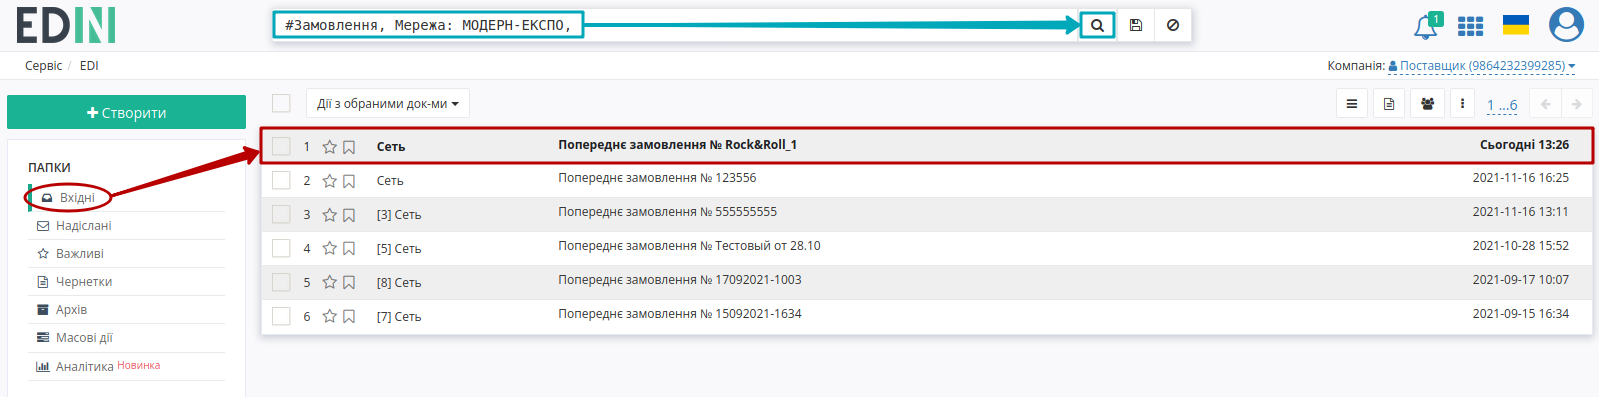 EDIN
#Замовлення, Мережа: МОДЕРН-ЕКСПО,
1
Сервіс / EDI
Компанія: Поставщик (9864232399285)
Створити
Дії з обраними док-ми
1 ...6
ПАПКИ
Вхідні
Надіслані
Важливі
Чернетки
Архів
Масові дії
Аналітика Новинка
1 Сеть Попереднє замовлення № Rock&Roll_1 Сьогодні 13:26
2 Сеть Попереднє замовлення № 123556 2021-11-16 16:25
3 [3] Сеть Попереднє замовлення № 555555555 2021-11-16 13:11
4 [5] Сеть Попереднє замовлення № Тестовый от 28.10 2021-10-28 15:52
5 [8] Сеть Попереднє замовлення № 17092021-1003 2021-09-17 10:07
6 [7] Сеть Попереднє замовлення № 15092021-1634 2021-09-15 16:34